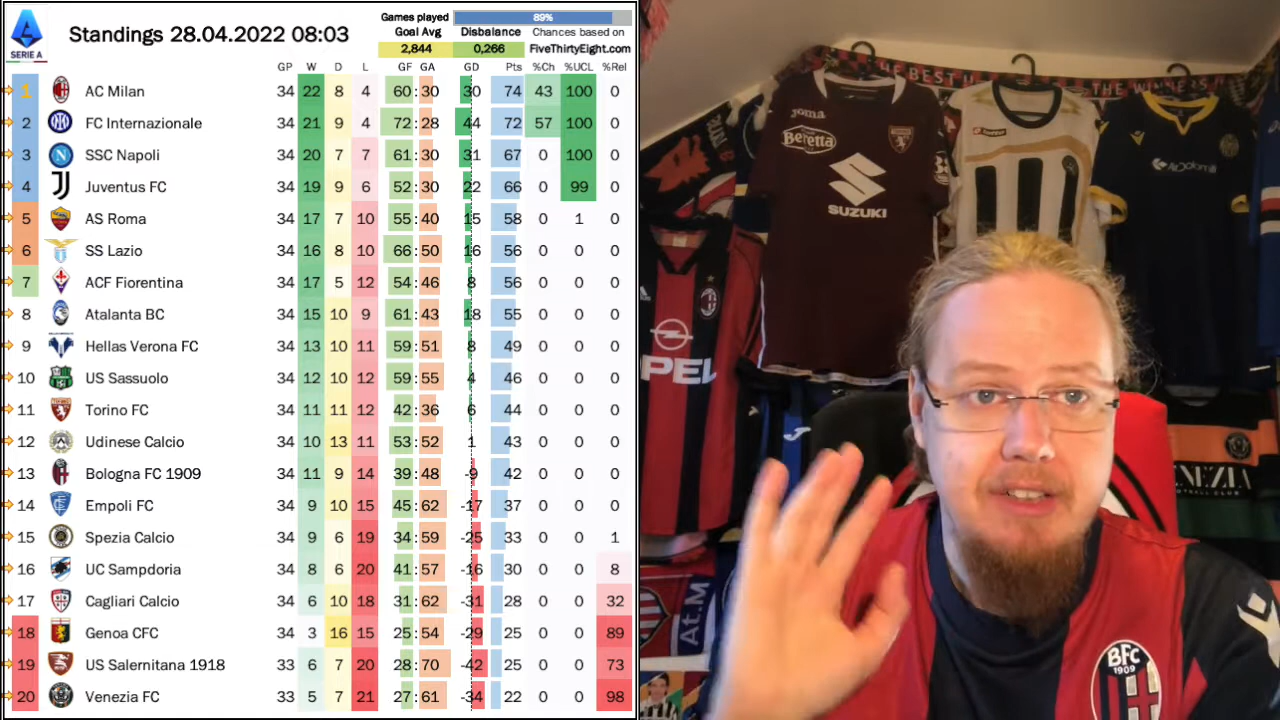 Games played 89%
Standings 28.04.2022 08:03 Goal Avg Disbalance Chances based on
SERIE A 2,844 0,266 FiveThirtyEight.com
GP W D L GF GA GD Pts %Ch %UCL %Rel
1 AC Milan 34 22 8 4 60:30 30 74 43 100 0
2 FC Internazionale 34 21 9 4 72:28 44 72 57 100 0
3 SSC Napoli 34 20 7 7 61:30 31 67 0 100 0
4 Juventus FC 34 19 9 6 52:30 22 66 0 99 0
5 AS Roma 34 17 7 10 55:40 15 58 0 1 0
6 SS Lazio 34 16 8 10 66:50 16 56 0 0 0
7 ACF Fiorentina 34 17 5 12 54:46 8 56 0 0 0
8 Atalanta BC 34 15 10 9 61:43 18 55 0 0 0
9 Hellas Verona FC 34 13 10 11 59:51 8 49 0 0 0
10 US Sassuolo 34 12 10 12 59:55 4 46 0 0 0
11 Torino FC 34 11 11 12 42:36 6 44 0 0 0
12 Udinese Calcio 34 10 13 11 53:52 1 43 0 0 0
13 Bologna FC 1909 34 11 9 14 39:48 -9 42 0 0 0
14 Empoli FC 34 9 10 15 45:62 -17 37 0 0 0
15 Spezia Calcio 34 9 6 19 34:59 -25 33 0 0 1
16 UC Sampdoria 34 8 6 20 41:57 -16 30 0 0 8
17 Cagliari Calcio 34 6 10 18 31:62 -31 28 0 0 32
18 Genoa CFC 34 3 16 15 25:54 -29 25 0 0 89
19 US Salernitana 1918 33 6 7 20 28:70 -42 25 0 0 73
20 Venezia FC 33 5 7 21 27:61 -34 22 0 0 98
THE BEST
THE WINNERS
Joma
Beretta
SUZUKI
lotto
OPEL
VENEZIA
FOOTBALL CLUB
At.M
BFC
1909